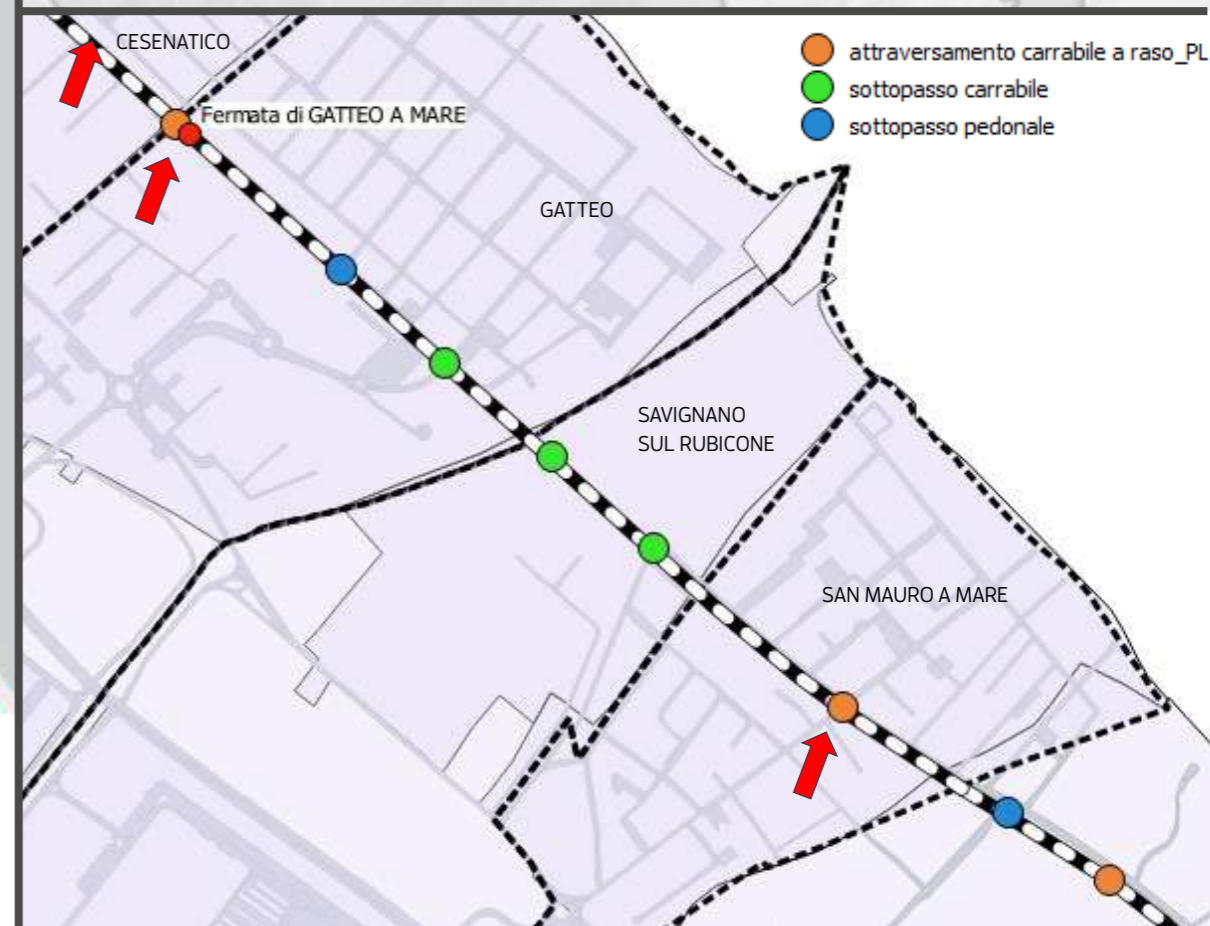 CESENATICO
attraversamento carrabile a raso_PL
sottopasso carrabile
sottopasso pedonale
Fermata di GATTEO A MARE
GATTEO
SAVIGNANO
SUL RUBICONE
SAN MAURO A MARE